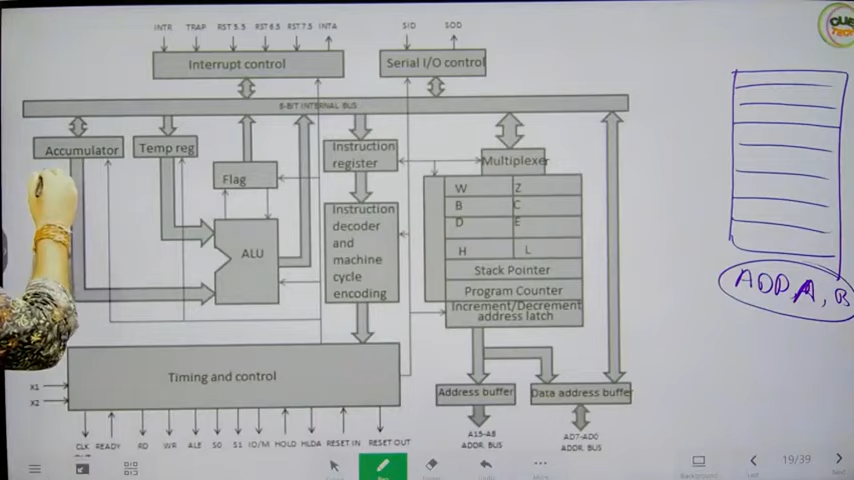 INTR TRAP RST 5.5 RST 6.5 RST 7.5 INTA SID SOD
CUE
TECH
Interrupt control
Serial I/O control
8-BIT INTERNAL BUS
Accumulator
Temp reg
Flag
ALU
Instruction
register
Instruction
decoder
and
machine
cycle
encoding
Multiplexer
W Z
B C
D E
H L
Stack Pointer
Program Counter
Increment/Decrement
address latch
ADD A, B
Timing and control
X1
X2
Address buffer
Data address buffer
CLK READY RD WR ALE S0 S1 IO/M HOLD HLDA RESET IN RESET OUT
A15-A8
ADDR. BUS
AD7-AD0
ADDR. BUS
19/39
Background